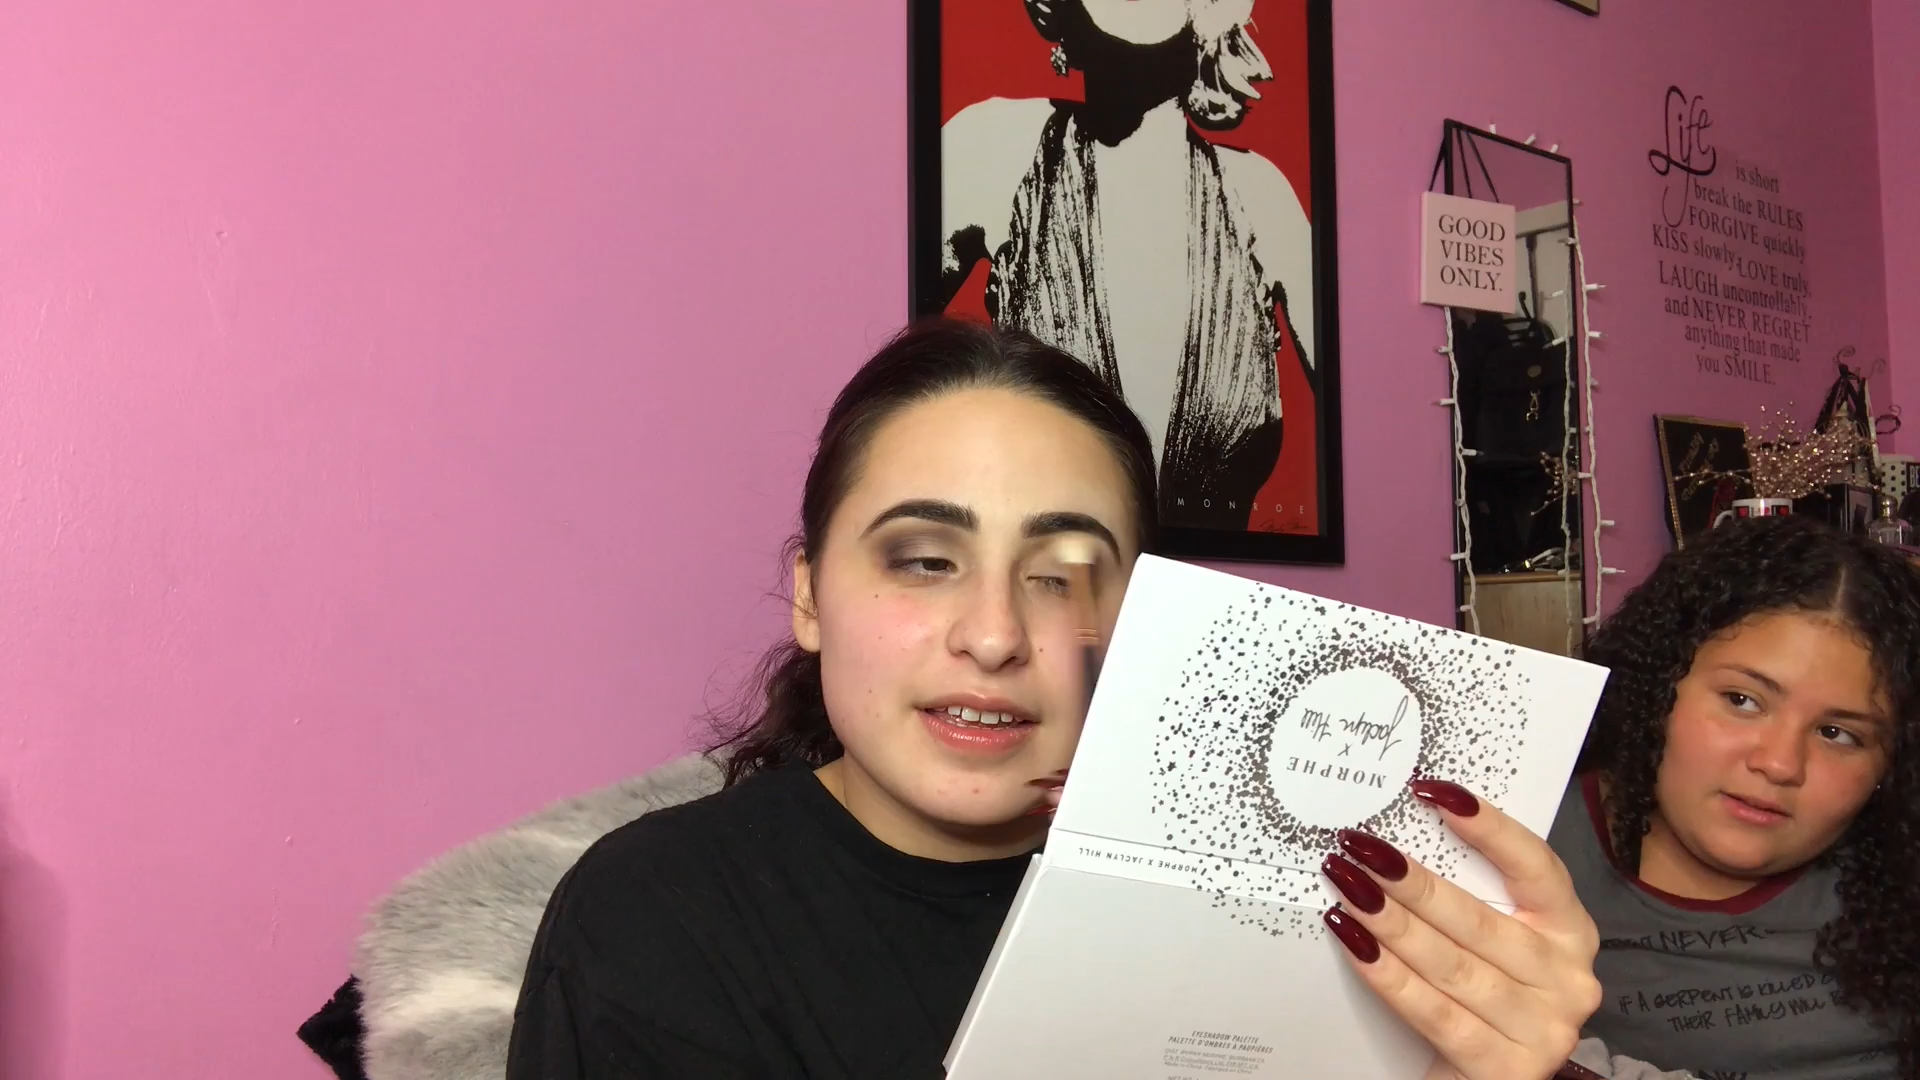 MONROE
GOOD
VIBES
ONLY.
Life
is short
break the RULES
FORGIVE quickly
KISS slowly LOVE truly,
LAUGH uncontrollably,
and NEVER REGRET
anything that made
you SMILE.
MORPHE
X
Jaclyn Hill
MORPHE X JACLYN HILL
EYESHADOW PALETTE
PALETTE D'OMBRES À PAUPIÈRES
NEVER
IF A SERPENT IS KILLED
THEIR FAMILY WILL